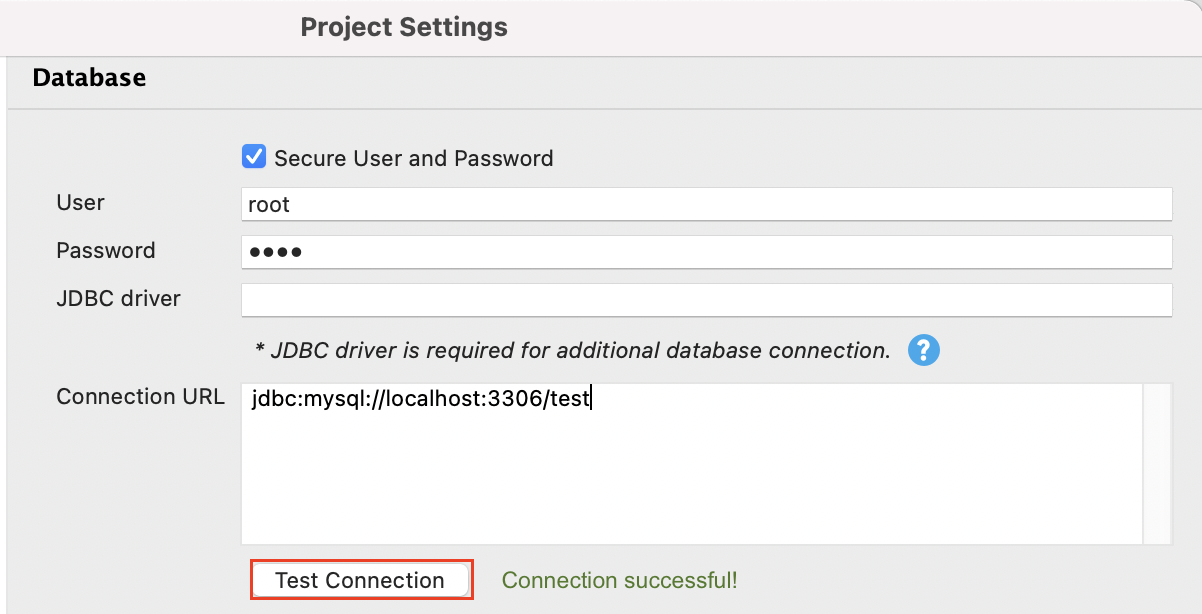 Project Settings
Database
Secure User and Password
User root
Password ••••
JDBC driver
* JDBC driver is required for additional database connection. ?
Connection URL jdbc:mysql://localhost:3306/test
Test Connection Connection successful!